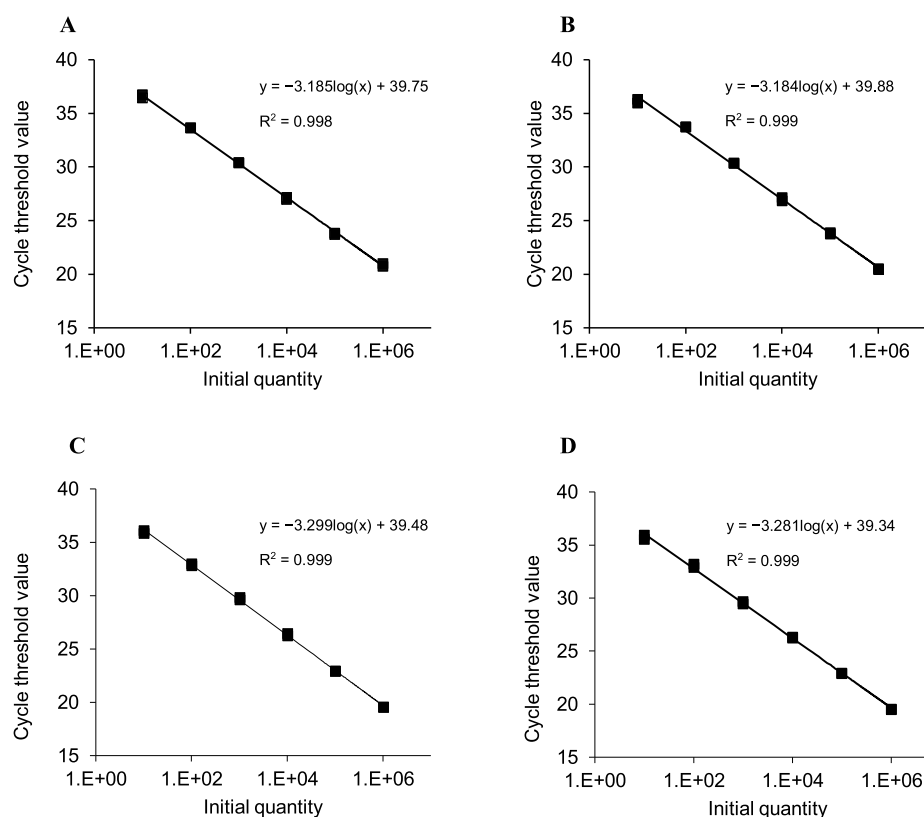 A
40
35
30
25
20
15
Cycle threshold value
y = −3.185log(x) + 39.75
R² = 0.998
1.E+00 1.E+02 1.E+04 1.E+06
Initial quantity
B
40
35
30
25
20
15
Cycle threshold value
y = −3.184log(x) + 39.88
R² = 0.999
1.E+00 1.E+02 1.E+04 1.E+06
Initial quantity
C
40
35
30
25
20
15
Cycle threshold value
y = −3.299log(x) + 39.48
R² = 0.999
1.E+00 1.E+02 1.E+04 1.E+06
Initial quantity
D
40
35
30
25
20
15
Cycle threshold value
y = −3.281log(x) + 39.34
R² = 0.999
1.E+00 1.E+02 1.E+04 1.E+06
Initial quantity